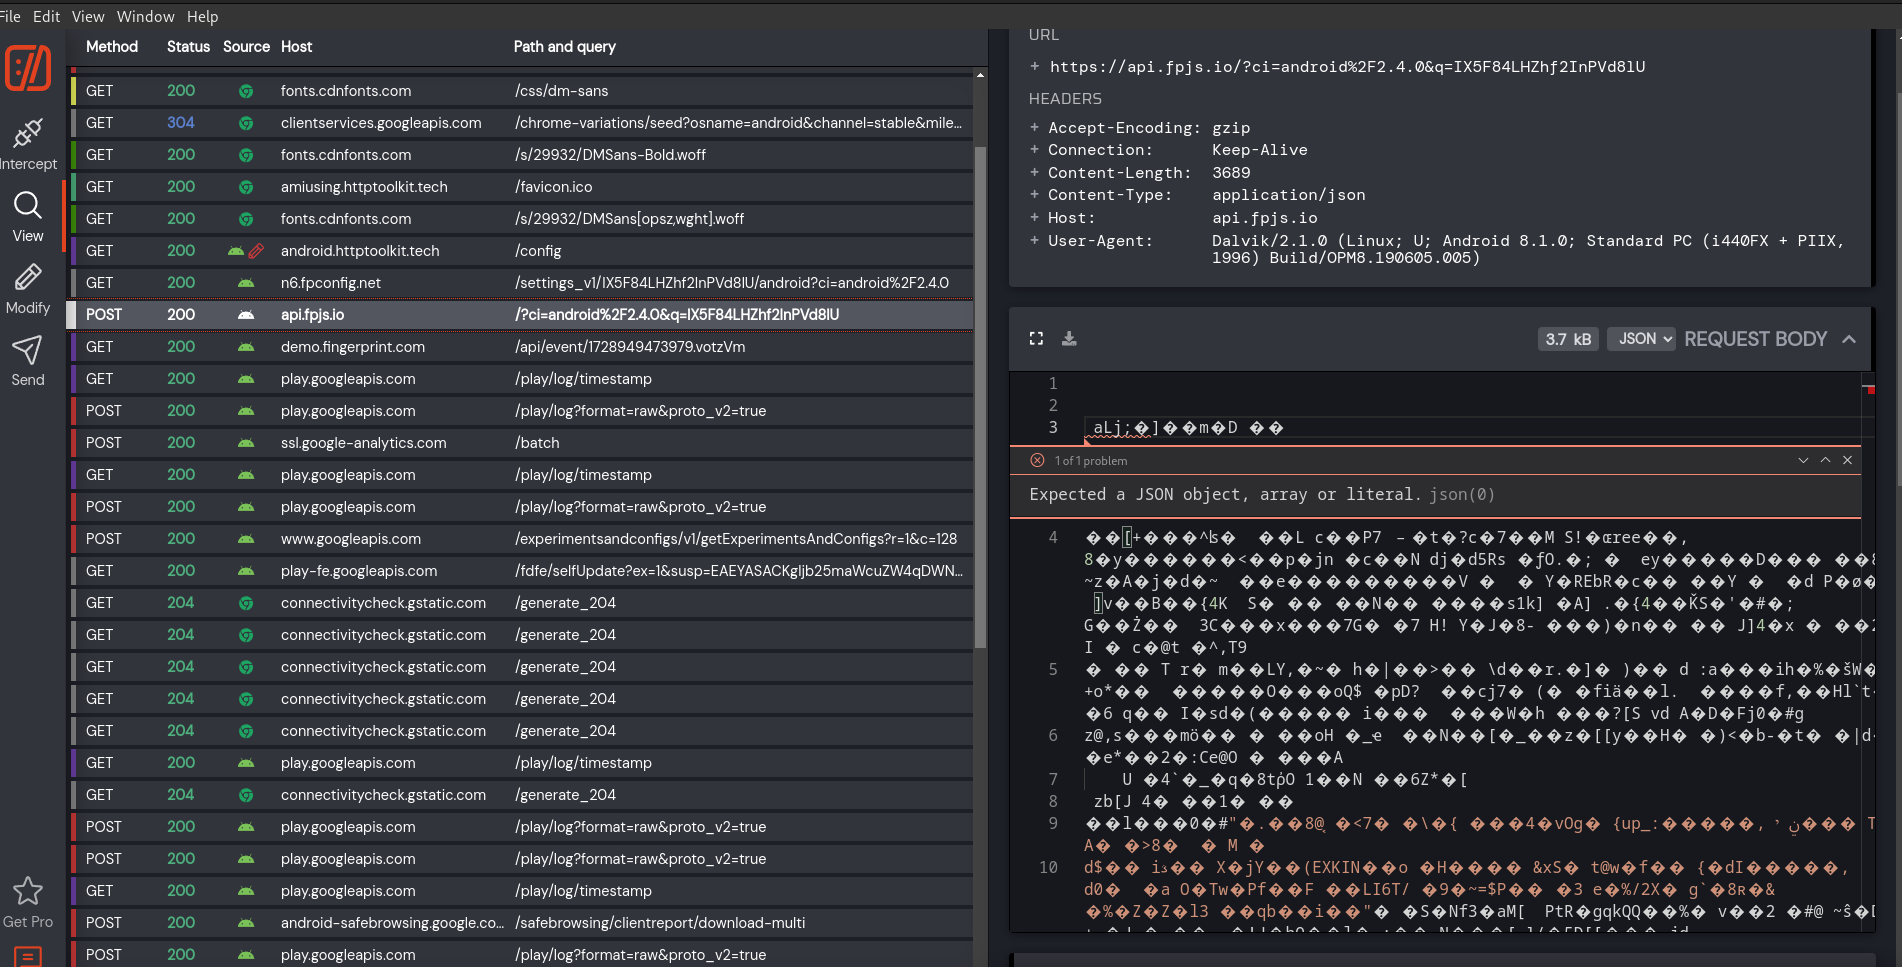 File Edit View Window Help
Intercept
View
Modify
Send
Get Pro
Method Status Source Host Path and query
GET 200 fonts.cdnfonts.com /css/dm-sans
GET 304 clientservices.googleapis.com /chrome-variations/seed?osname=android&channel=stable&mile…
GET 200 fonts.cdnfonts.com /s/29932/DMSans-Bold.woff
GET 200 amiusing.httptoolkit.tech /favicon.ico
GET 200 fonts.cdnfonts.com /s/29932/DMSans[opsz,wght].woff
GET 200 android.httptoolkit.tech /config
GET 200 n6.fpconfig.net /settings_v1/IX5F84LHZhf2InPVd8lU/android?ci=android%2F2.4.0
POST 200 api.fpjs.io /?ci=android%2F2.4.0&q=IX5F84LHZhf2InPVd8lU
GET 200 demo.fingerprint.com /api/event/1728949473979.votzVm
GET 200 play.googleapis.com /play/log/timestamp
POST 200 play.googleapis.com /play/log?format=raw&proto_v2=true
POST 200 ssl.google-analytics.com /batch
GET 200 play.googleapis.com /play/log/timestamp
POST 200 play.googleapis.com /play/log?format=raw&proto_v2=true
POST 200 www.googleapis.com /experimentsandconfigs/v1/getExperimentsAndConfigs?r=1&c=128
GET 200 play-fe.googleapis.com /fdfe/selfUpdate?ex=1&susp=EAEYASACKgljb25maWcuZW4qDWN…
GET 204 connectivitycheck.gstatic.com /generate_204
GET 204 connectivitycheck.gstatic.com /generate_204
GET 204 connectivitycheck.gstatic.com /generate_204
GET 204 connectivitycheck.gstatic.com /generate_204
GET 204 connectivitycheck.gstatic.com /generate_204
GET 200 play.googleapis.com /play/log/timestamp
GET 204 connectivitycheck.gstatic.com /generate_204
POST 200 play.googleapis.com /play/log?format=raw&proto_v2=true
POST 200 play.googleapis.com /play/log?format=raw&proto_v2=true
GET 200 play.googleapis.com /play/log/timestamp
POST 200 android-safebrowsing.google.co… /safebrowsing/clientreport/download-multi
POST 200 play.googleapis.com /play/log?format=raw&proto_v2=true
URL
+ https://api.fpjs.io/?ci=android%2F2.4.0&q=IX5F84LHZhf2InPVd8lU
HEADERS
+ Accept-Encoding: gzip
+ Connection: Keep-Alive
+ Content-Length: 3689
+ Content-Type: application/json
+ Host: api.fpjs.io
+ User-Agent: Dalvik/2.1.0 (Linux; U; Android 8.1.0; Standard PC (i440FX + PIIX,
1996) Build/OPM8.190605.005)
3.7 kB JSON REQUEST BODY
1
2
3 aLj;�]��m�D ��
1 of 1 problem
Expected a JSON object, array or literal. json(0)
4
5
6
7
8 zb[J 4� ��1� ��
9
10